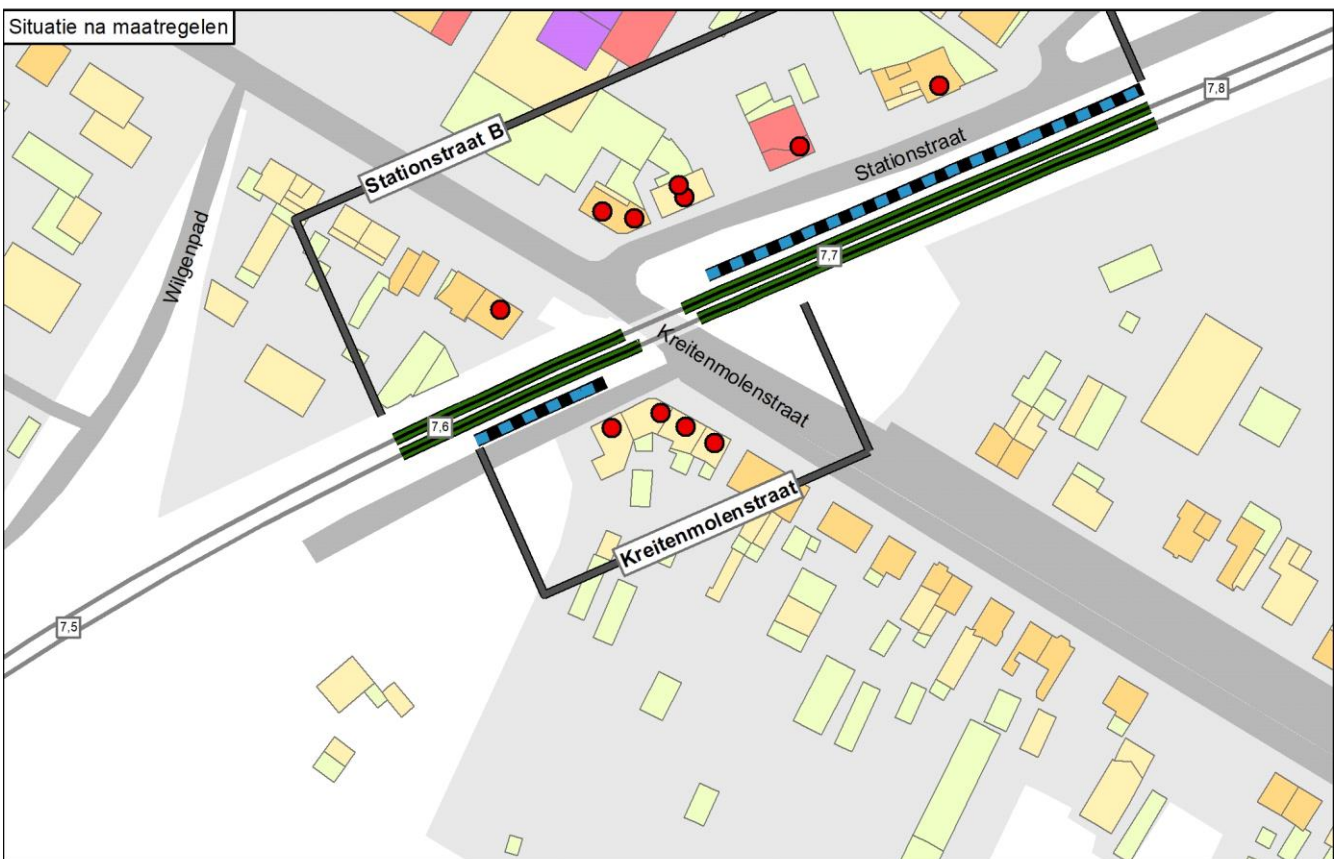 Situatie na maatregelen
7,8
Stationstraat B
Stationstraat
Wilgenpad
7,7
Kreitenmolenstraat
7,6
Kreitenmolenstraat
7,5